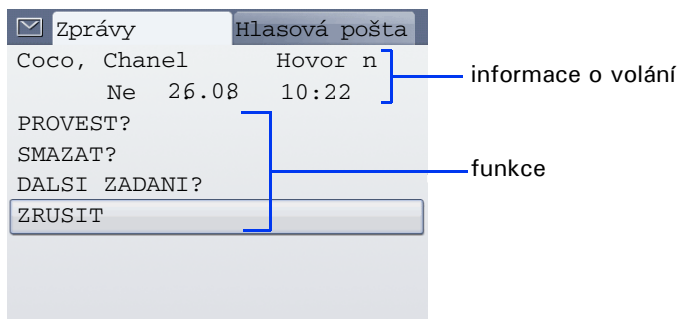 Zprávy Hlasová pošta
Coco, Chanel Hovor n
Ne 26.08 10:22
informace o volání
PROVEST?
SMAZAT?
DALSI ZADANI?
ZRUSIT
funkce